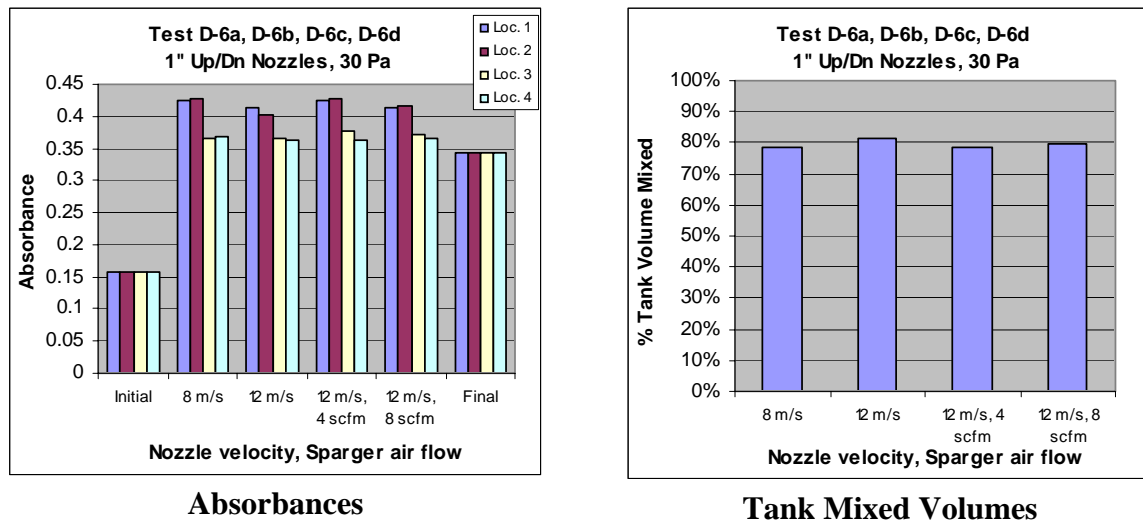 Test D-6a, D-6b, D-6c, D-6d
1" Up/Dn Nozzles, 30 Pa
Loc. 1
Loc. 2
Loc. 3
Loc. 4
0.45
0.4
0.35
0.3
0.25
0.2
0.15
0.1
0.05
0
Absorbance
Initial
8 m/s
12 m/s
12 m/s,
4 scfm
12 m/s,
8 scfm
Final
Nozzle velocity, Sparger air flow
Absorbances
Test D-6a, D-6b, D-6c, D-6d
1" Up/Dn Nozzles, 30 Pa
100%
90%
80%
70%
60%
50%
40%
30%
20%
10%
0%
% Tank Volume Mixed
8 m/s
12 m/s
12 m/s, 4
scfm
12 m/s, 8
scfm
Nozzle velocity, Sparger air flow
Tank Mixed Volumes